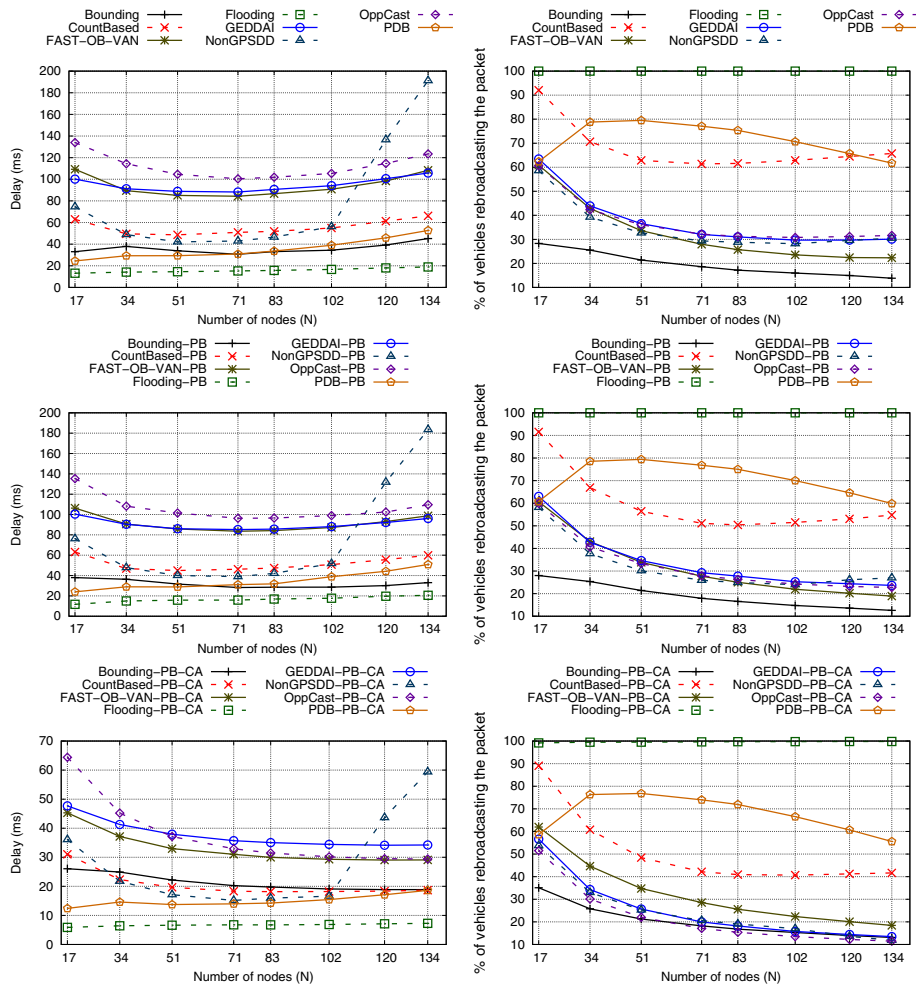 Bounding Flooding OppCast
CountBased GEDDAI PDB
FAST-OB-VAN NonGPSDD
200
180
160
140
120
100
80
60
40
20
0
17 34 51 71 83 102 120 134
Delay (ms)
Number of nodes (N)
Bounding Flooding OppCast
CountBased GEDDAI PDB
FAST-OB-VAN NonGPSDD
100
90
80
70
60
50
40
30
20
10
17 34 51 71 83 102 120 134
% of vehicles rebroadcasting the packet
Number of nodes (N)
Bounding-PB GEDDAI-PB
CountBased-PB NonGPSDD-PB
FAST-OB-VAN-PB OppCast-PB
Flooding-PB PDB-PB
200
180
160
140
120
100
80
60
40
20
0
17 34 51 71 83 102 120 134
Delay (ms)
Number of nodes (N)
Bounding-PB GEDDAI-PB
CountBased-PB NonGPSDD-PB
FAST-OB-VAN-PB OppCast-PB
Flooding-PB PDB-PB
100
90
80
70
60
50
40
30
20
10
17 34 51 71 83 102 120 134
% of vehicles rebroadcasting the packet
Number of nodes (N)
Bounding-PB-CA GEDDAI-PB-CA
CountBased-PB-CA NonGPSDD-PB-CA
FAST-OB-VAN-PB-CA OppCast-PB-CA
Flooding-PB-CA PDB-PB-CA
70
60
50
40
30
20
10
0
17 34 51 71 83 102 120 134
Delay (ms)
Number of nodes (N)
Bounding-PB-CA GEDDAI-PB-CA
CountBased-PB-CA NonGPSDD-PB-CA
FAST-OB-VAN-PB-CA OppCast-PB-CA
Flooding-PB-CA PDB-PB-CA
100
90
80
70
60
50
40
30
20
10
17 34 51 71 83 102 120 134
% of vehicles rebroadcasting the packet
Number of nodes (N)